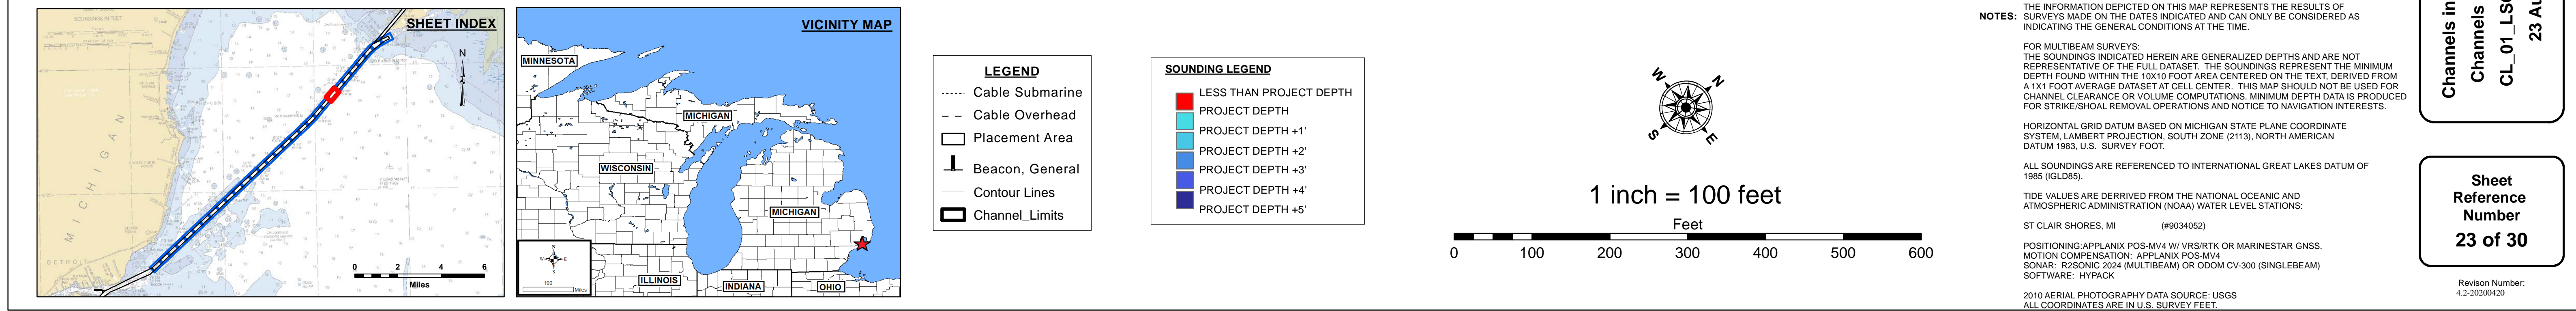 SHEET INDEX
N
MICHIGAN
DETROIT
0 2 4 6
Miles
VICINITY MAP
MINNESOTA
MICHIGAN
WISCONSIN
MICHIGAN
ILLINOIS
INDIANA
OHIO
N
W E
S
100
Miles
LEGEND
Cable Submarine
Cable Overhead
Placement Area
Beacon, General
Contour Lines
Channel_Limits
SOUNDING LEGEND
LESS THAN PROJECT DEPTH
PROJECT DEPTH
PROJECT DEPTH +1'
PROJECT DEPTH +2'
PROJECT DEPTH +3'
PROJECT DEPTH +4'
PROJECT DEPTH +5'
W N
S E
1 inch = 100 feet
Feet
0 100 200 300 400 500 600
NOTES:
THE INFORMATION DEPICTED ON THIS MAP REPRESENTS THE RESULTS OF
SURVEYS MADE ON THE DATES INDICATED AND CAN ONLY BE CONSIDERED AS
INDICATING THE GENERAL CONDITIONS AT THE TIME.
FOR MULTIBEAM SURVEYS:
THE SOUNDINGS INDICATED HEREIN ARE GENERALIZED DEPTHS AND ARE NOT
REPRESENTATIVE OF THE FULL DATASET. THE SOUNDINGS REPRESENT THE MINIMUM
DEPTH FOUND WITHIN THE 10X10 FOOT AREA CENTERED ON THE TEXT, DERIVED FROM
A 1X1 FOOT AVERAGE DATASET AT CELL CENTER. THIS MAP SHOULD NOT BE USED FOR
CHANNEL CLEARANCE OR VOLUME COMPUTATIONS. MINIMUM DEPTH DATA IS PRODUCED
FOR STRIKE/SHOAL REMOVAL OPERATIONS AND NOTICE TO NAVIGATION INTERESTS.
HORIZONTAL GRID DATUM BASED ON MICHIGAN STATE PLANE COORDINATE
SYSTEM, LAMBERT PROJECTION, SOUTH ZONE (2113), NORTH AMERICAN
DATUM 1983, U.S. SURVEY FOOT.
ALL SOUNDINGS ARE REFERENCED TO INTERNATIONAL GREAT LAKES DATUM OF
1985 (IGLD85).
TIDE VALUES ARE DERRIVED FROM THE NATIONAL OCEANIC AND
ATMOSPHERIC ADMINISTRATION (NOAA) WATER LEVEL STATIONS:
ST CLAIR SHORES, MI (#9034052)
POSITIONING:APPLANIX POS-MV4 W/ VRS/RTK OR MARINESTAR GNSS.
MOTION COMPENSATION: APPLANIX POS-MV4
SONAR: R2SONIC 2024 (MULTIBEAM) OR ODOM CV-300 (SINGLEBEAM)
SOFTWARE: HYPACK
2010 AERIAL PHOTOGRAPHY DATA SOURCE: USGS
ALL COORDINATES ARE IN U.S. SURVEY FEET.
Channels in
Channels
CL_01_LS
23 Au
Sheet
Reference
Number
23 of 30
Revison Number:
4.2-20200420